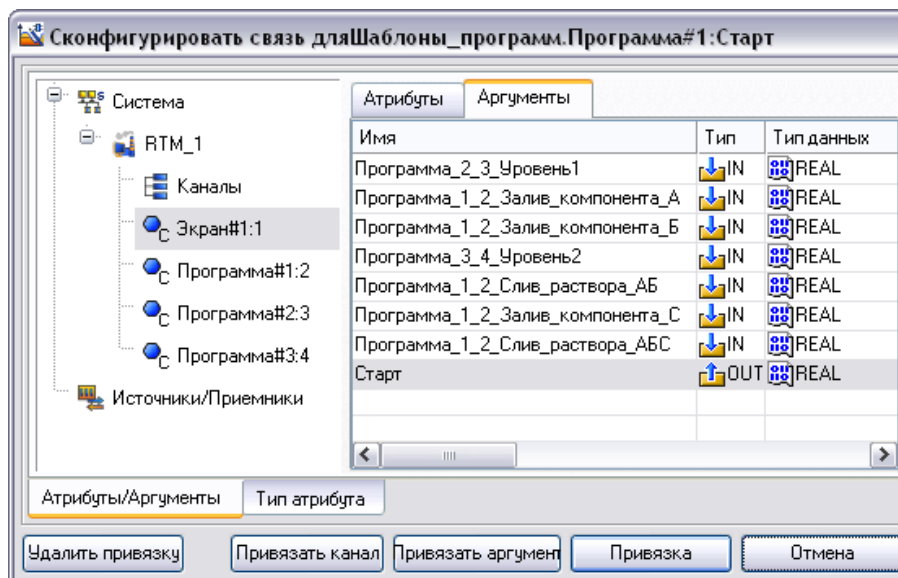 Сконфигурировать связь дляШаблоны_программ.Программа#1:Старт
Система
RTM_1
Каналы
Экран#1:1
Программа#1:2
Программа#2:3
Программа#3:4
Источники/Приемники
Атрибуты Аргументы
Имя Тип Тип данных
Программа_2_3_Уровень1 IN REAL
Программа_1_2_Залив_компонента_А IN REAL
Программа_1_2_Залив_компонента_Б IN REAL
Программа_3_4_Уровень2 IN REAL
Программа_1_2_Слив_раствора_АБ IN REAL
Программа_1_2_Залив_компонента_С IN REAL
Программа_1_2_Слив_раствора_АБС IN REAL
Старт OUT REAL
Атрибуты/Аргументы Тип атрибута
Удалить привязку Привязать канал Привязать аргумент Привязка Отмена